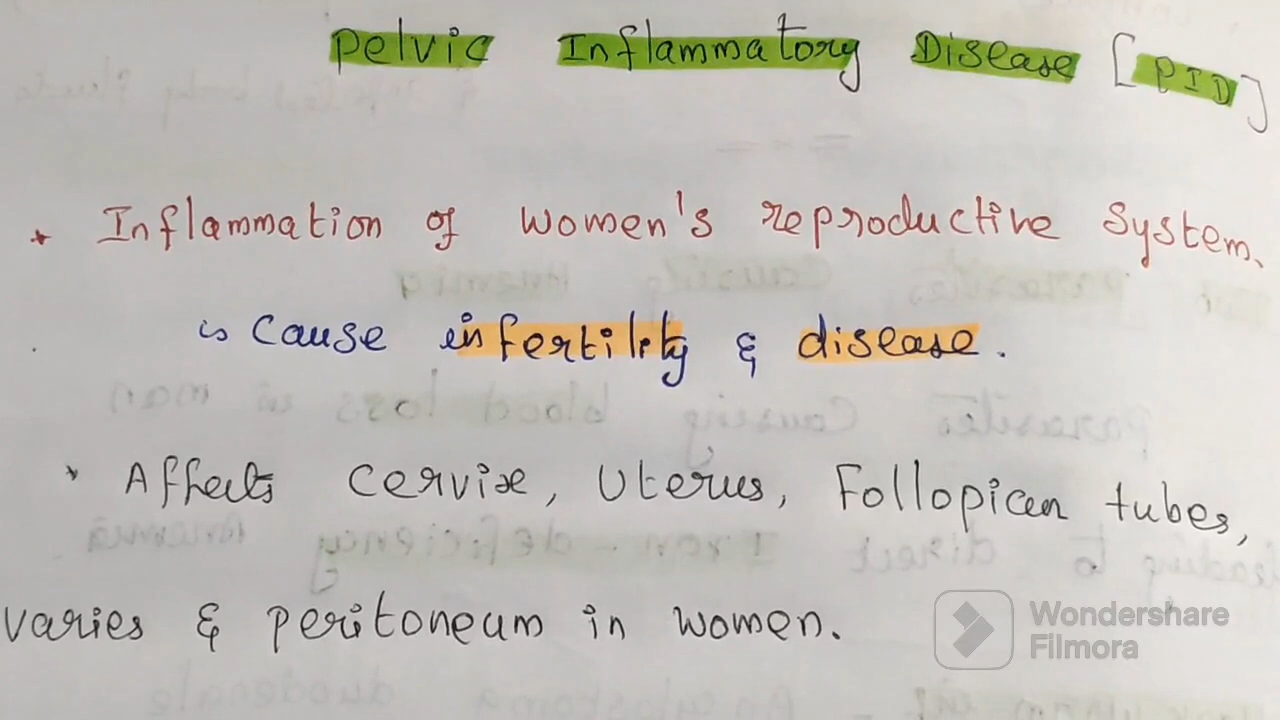 Pelvic Inflammatory Disease [PID]
* Inflammation of women's reproductive system.
is cause infertility & disease.
* Affects cervix, Uterus, Follopian tubes,
varies & peritoneum in women.
Wondershare
Filmora